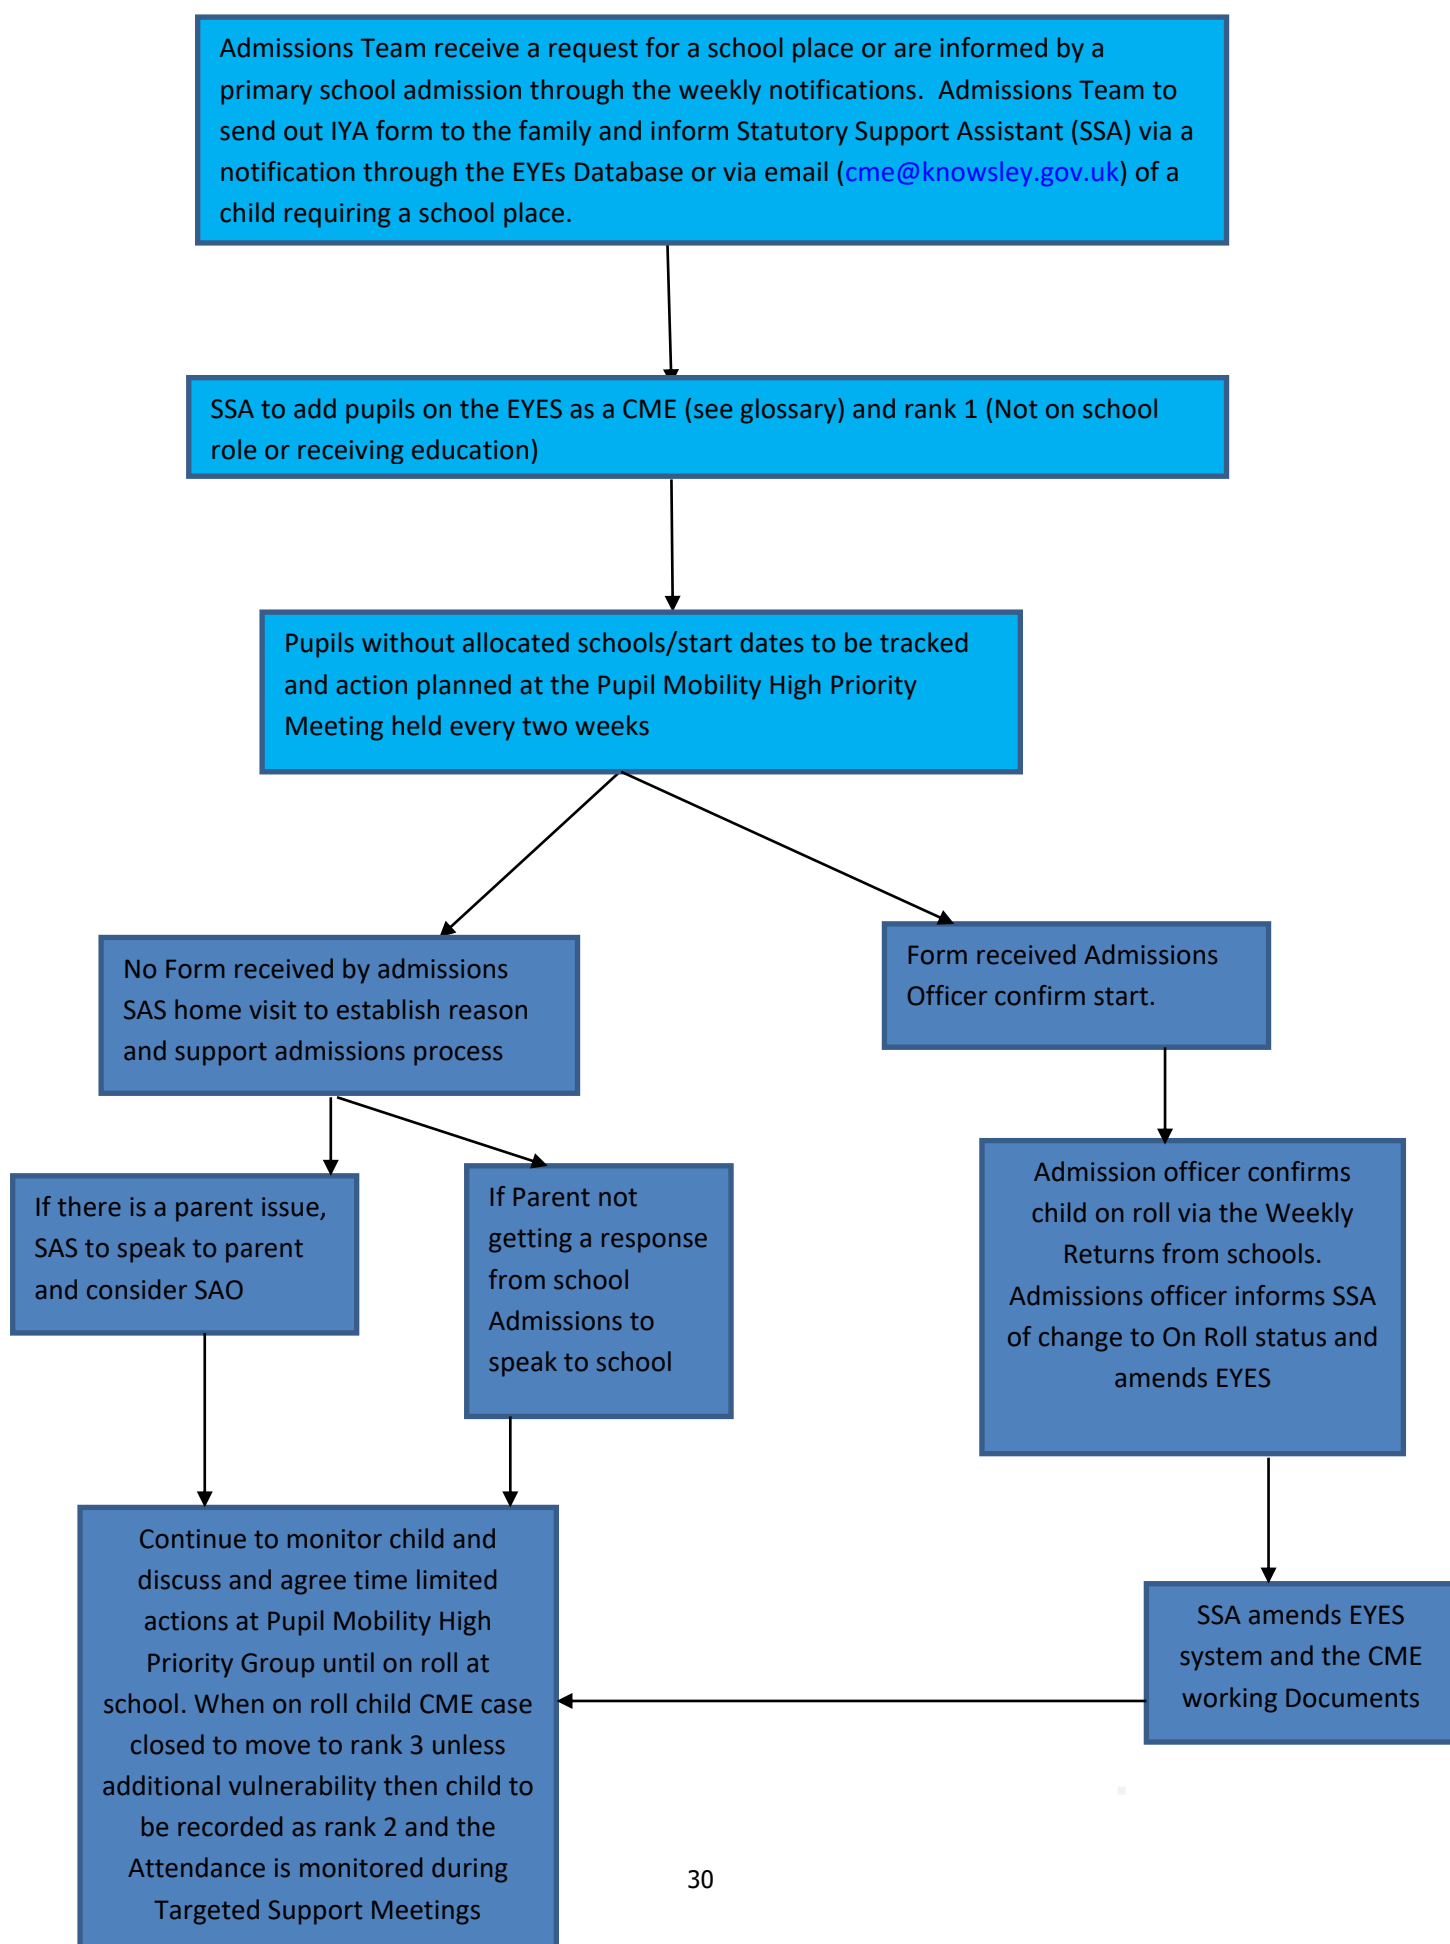 Admissions Team receive a request for a school place or are informed by a
primary school admission through the weekly notifications.  Admissions Team to
send out IYA form to the family and inform Statutory Support Assistant (SSA) via a
notification through the EYEs Database or via email (cme@knowsley.gov.uk) of a
child requiring a school place.
SSA to add pupils on the EYES as a CME (see glossary) and rank 1 (Not on school
role or receiving education)
Pupils without allocated schools/start dates to be tracked
and action planned at the Pupil Mobility High Priority
Meeting held every two weeks
No Form received by admissions
SAS home visit to establish reason
and support admissions process
Form received Admissions
Officer confirm start.
If there is a parent issue,
SAS to speak to parent
and consider SAO
If Parent not
getting a response
from school
Admissions to
speak to school
Admission officer confirms
child on roll via the Weekly
Returns from schools.
Admissions officer informs SSA
of change to On Roll status and
amends EYES
Continue to monitor child and
discuss and agree time limited
actions at Pupil Mobility High
Priority Group until on roll at
school. When on roll child CME case
closed to move to rank 3 unless
additional vulnerability then child to
be recorded as rank 2 and the
Attendance is monitored during
Targeted Support Meetings
SSA amends EYES
system and the CME
working Documents
30